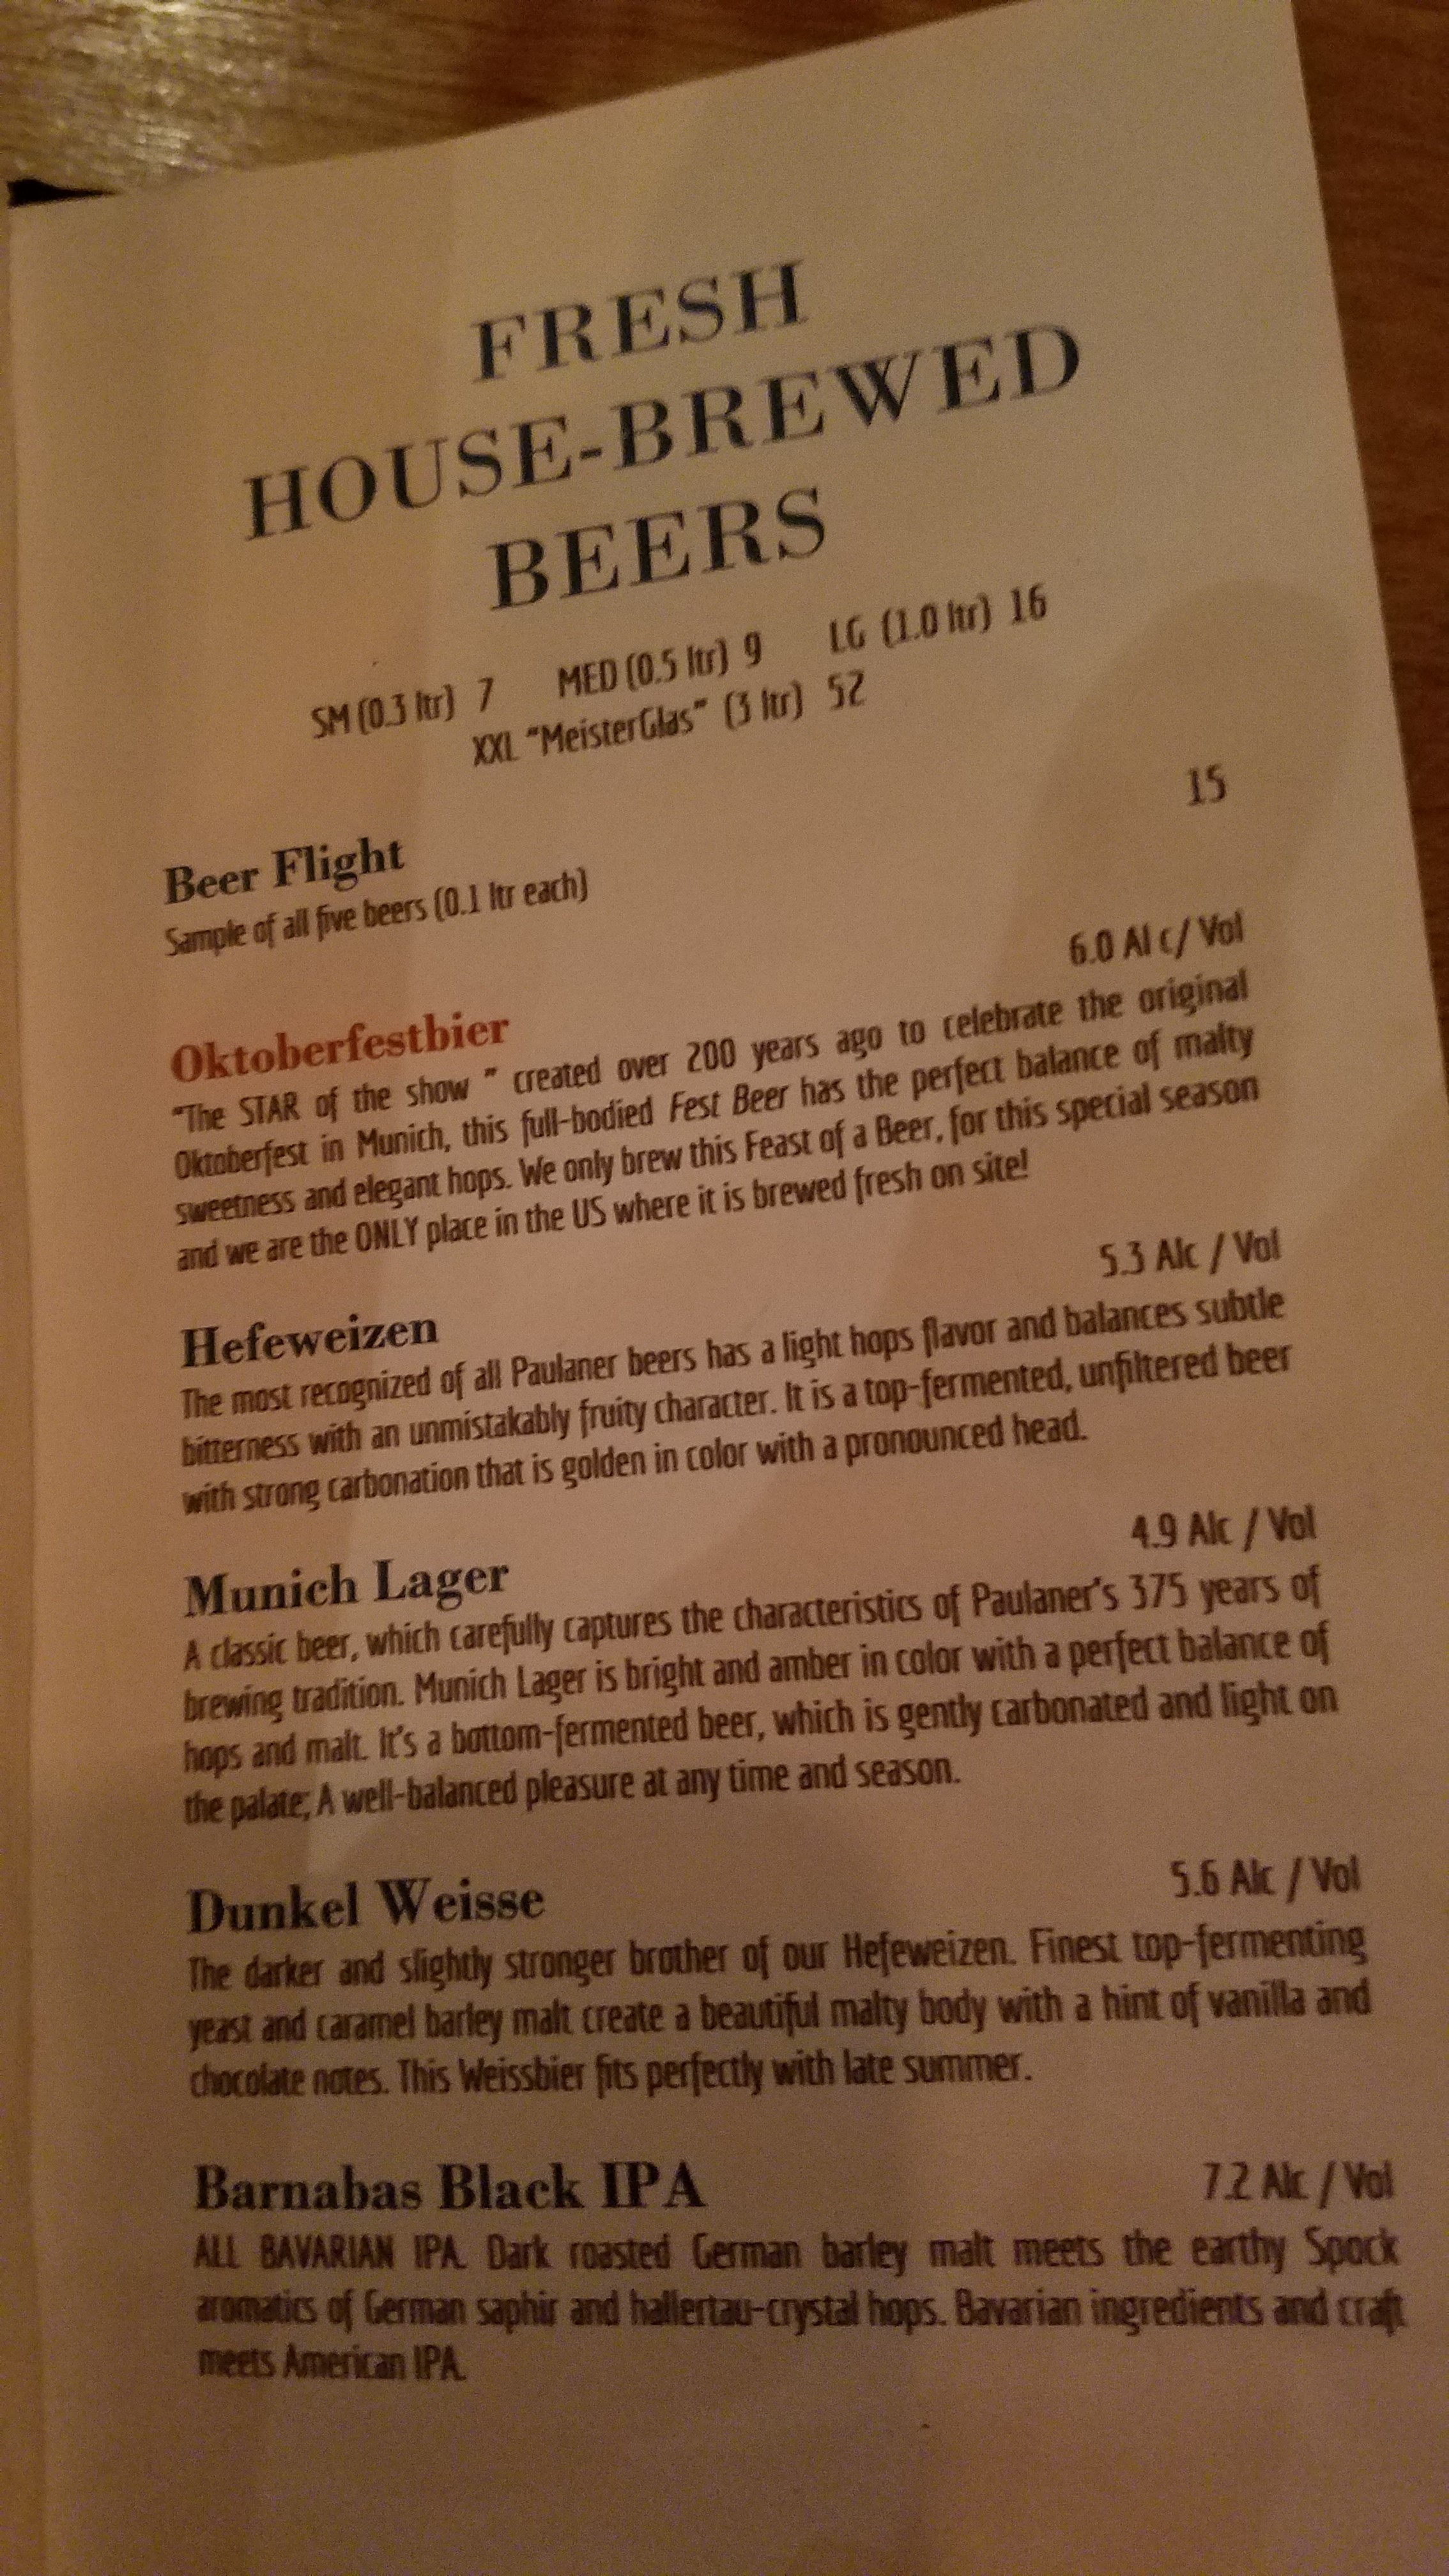 FRESH
HOUSE-BREWED
BEERS
SM (0.3 ltr) 7 MED (0.5 ltr) 9 LG (1.0 ltr) 16
XXL "MeisterGlas" (3 ltr) 52
Beer Flight 15
Sample of all five beers (0.1 ltr each)
Oktoberfestbier 6.0 Al c/ Vol
"The STAR of the show " created over 200 years ago to celebrate the original
Oktoberfest in Munich, this full-bodied Fest Beer has the perfect balance of malty
sweetness and elegant hops. We only brew this Feast of a Beer, for this special season
and we are the ONLY place in the US where it is brewed fresh on site!
Hefeweizen 5.3 Alc / Vol
The most recognized of all Paulaner beers has a light hops flavor and balances subtle
bitterness with an unmistakably fruity character. It is a top-fermented, unfiltered beer
with strong carbonation that is golden in color with a pronounced head.
Munich Lager 4.9 Alc / Vol
A classic beer, which carefully captures the characteristics of Paulaner's 375 years of
brewing tradition. Munich Lager is bright and amber in color with a perfect balance of
hops and malt. It's a bottom-fermented beer, which is gently carbonated and light on
the palate; A well-balanced pleasure at any time and season.
Dunkel Weisse 5.6 Alc / Vol
The darker and slightly stronger brother of our Hefeweizen. Finest top-fermenting
yeast and caramel barley malt create a beautiful malty body with a hint of vanilla and
chocolate notes. This Weissbier fits perfectly with late summer.
Barnabas Black IPA 7.2 Alc / Vol
ALL BAVARIAN IPA. Dark roasted German barley malt meets the earthy Spock
aromatics of German saphir and hallertau-crystal hops. Bavarian ingredients and craft
meets American IPA.